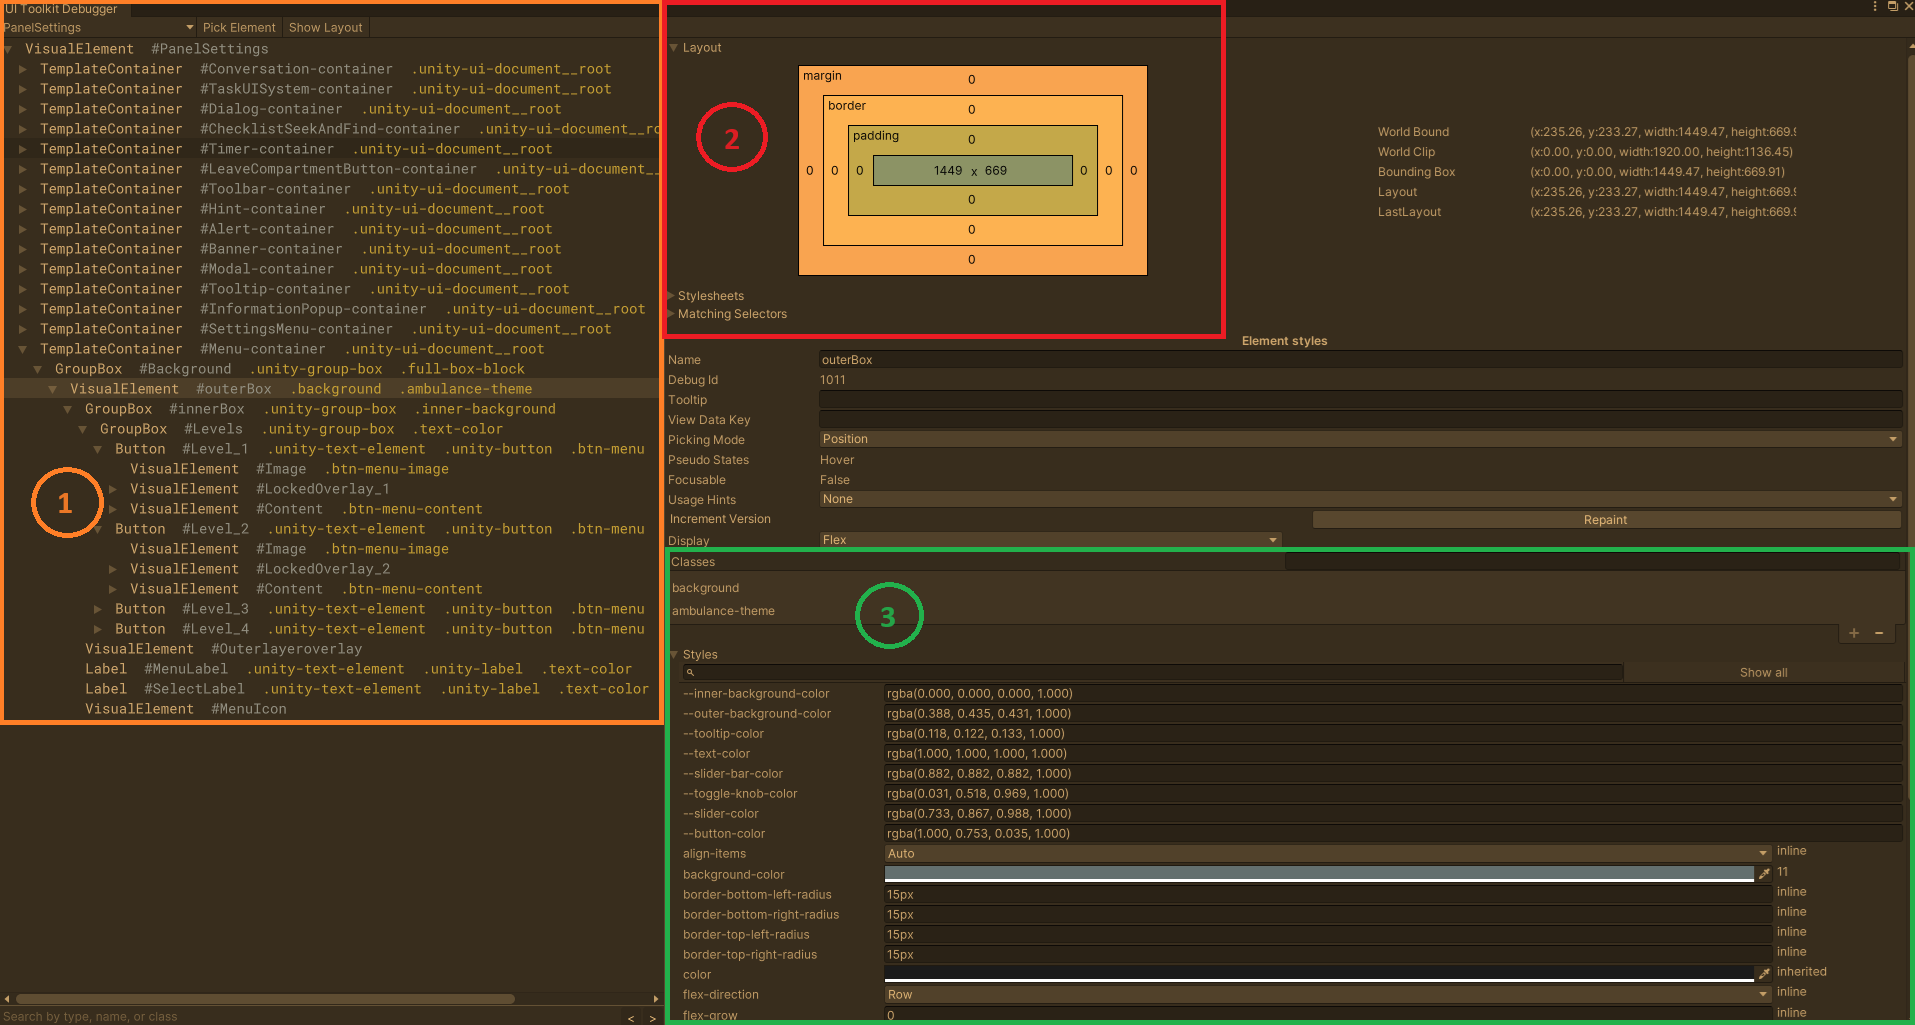 UI Toolkit Debugger
PanelSettings Pick Element Show Layout
VisualElement #PanelSettings
TemplateContainer #Conversation-container .unity-ui-document__root
TemplateContainer #TaskUISystem-container .unity-ui-document__root
TemplateContainer #Dialog-container .unity-ui-document__root
TemplateContainer #ChecklistSeekAndFind-container .unity-ui-document__ro
TemplateContainer #Timer-container .unity-ui-document__root
TemplateContainer #LeaveCompartmentButton-container .unity-ui-document__
TemplateContainer #Toolbar-container .unity-ui-document__root
TemplateContainer #Hint-container .unity-ui-document__root
TemplateContainer #Alert-container .unity-ui-document__root
TemplateContainer #Banner-container .unity-ui-document__root
TemplateContainer #Modal-container .unity-ui-document__root
TemplateContainer #Tooltip-container .unity-ui-document__root
TemplateContainer #InformationPopup-container .unity-ui-document__root
TemplateContainer #SettingsMenu-container .unity-ui-document__root
TemplateContainer #Menu-container .unity-ui-document__root
GroupBox #Background .unity-group-box .full-box-block
VisualElement #outerBox .background .ambulance-theme
GroupBox #innerBox .unity-group-box .inner-background
GroupBox #Levels .unity-group-box .text-color
Button #Level_1 .unity-text-element .unity-button .btn-menu
VisualElement #Image .btn-menu-image
VisualElement #LockedOverlay_1
VisualElement #Content .btn-menu-content
Button #Level_2 .unity-text-element .unity-button .btn-menu
VisualElement #Image .btn-menu-image
VisualElement #LockedOverlay_2
VisualElement #Content .btn-menu-content
Button #Level_3 .unity-text-element .unity-button .btn-menu
Button #Level_4 .unity-text-element .unity-button .btn-menu
VisualElement #Outerlayeroverlay
Label #MenuLabel .unity-text-element .unity-label .text-color
Label #SelectLabel .unity-text-element .unity-label .text-color
VisualElement #MenuIcon
1
Search by type, name, or class < >
Layout
margin 0
border 0
padding 0
0 0 0 1449 x 669 0 0 0
0
0
0
2
Stylesheets
Matching Selectors
World Bound (x:235.26, y:233.27, width:1449.47, height:669.9
World Clip (x:0.00, y:0.00, width:1920.00, height:1136.45)
Bounding Box (x:0.00, y:0.00, width:1449.47, height:669.91)
Layout (x:235.26, y:233.27, width:1449.47, height:669.9
LastLayout (x:235.26, y:233.27, width:1449.47, height:669.9
Element styles
Name outerBox
Debug Id 1011
Tooltip
View Data Key
Picking Mode Position
Pseudo States Hover
Focusable False
Usage Hints None
Increment Version Repaint
Display Flex
Classes
background
ambulance-theme
3
+ −
Styles
Show all
--inner-background-color rgba(0.000, 0.000, 0.000, 1.000)
--outer-background-color rgba(0.388, 0.435, 0.431, 1.000)
--tooltip-color rgba(0.118, 0.122, 0.133, 1.000)
--text-color rgba(1.000, 1.000, 1.000, 1.000)
--slider-bar-color rgba(0.882, 0.882, 0.882, 1.000)
--toggle-knob-color rgba(0.031, 0.518, 0.969, 1.000)
--slider-color rgba(0.733, 0.867, 0.988, 1.000)
--button-color rgba(1.000, 0.753, 0.035, 1.000)
align-items Auto inline
background-color 11
border-bottom-left-radius 15px inline
border-bottom-right-radius 15px inline
border-top-left-radius 15px inline
border-top-right-radius 15px inline
color inherited
flex-direction Row inline
flex-grow 0 inline